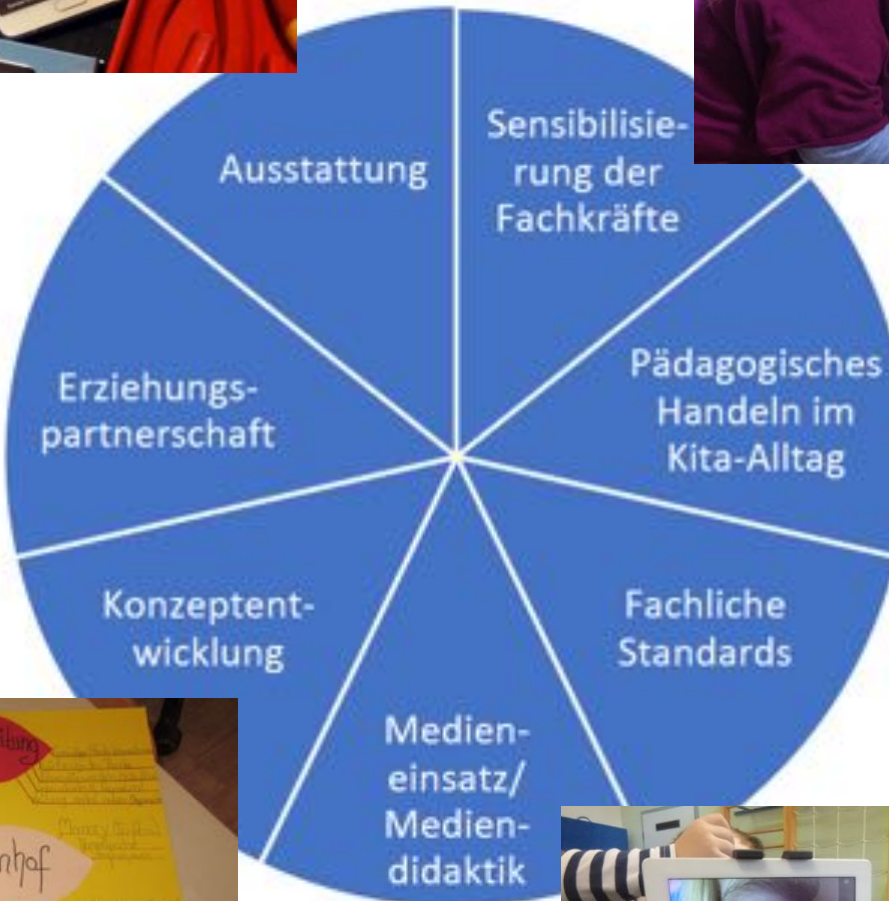 Ausstattung
Sensibilisie-
rung der
Fachkräfte
Pädagogisches
Handeln im
Kita-Alltag
Fachliche
Standards
Medien-
einsatz/
Medien-
didaktik
Konzeptent-
wicklung
Erziehungs-
partnerschaft